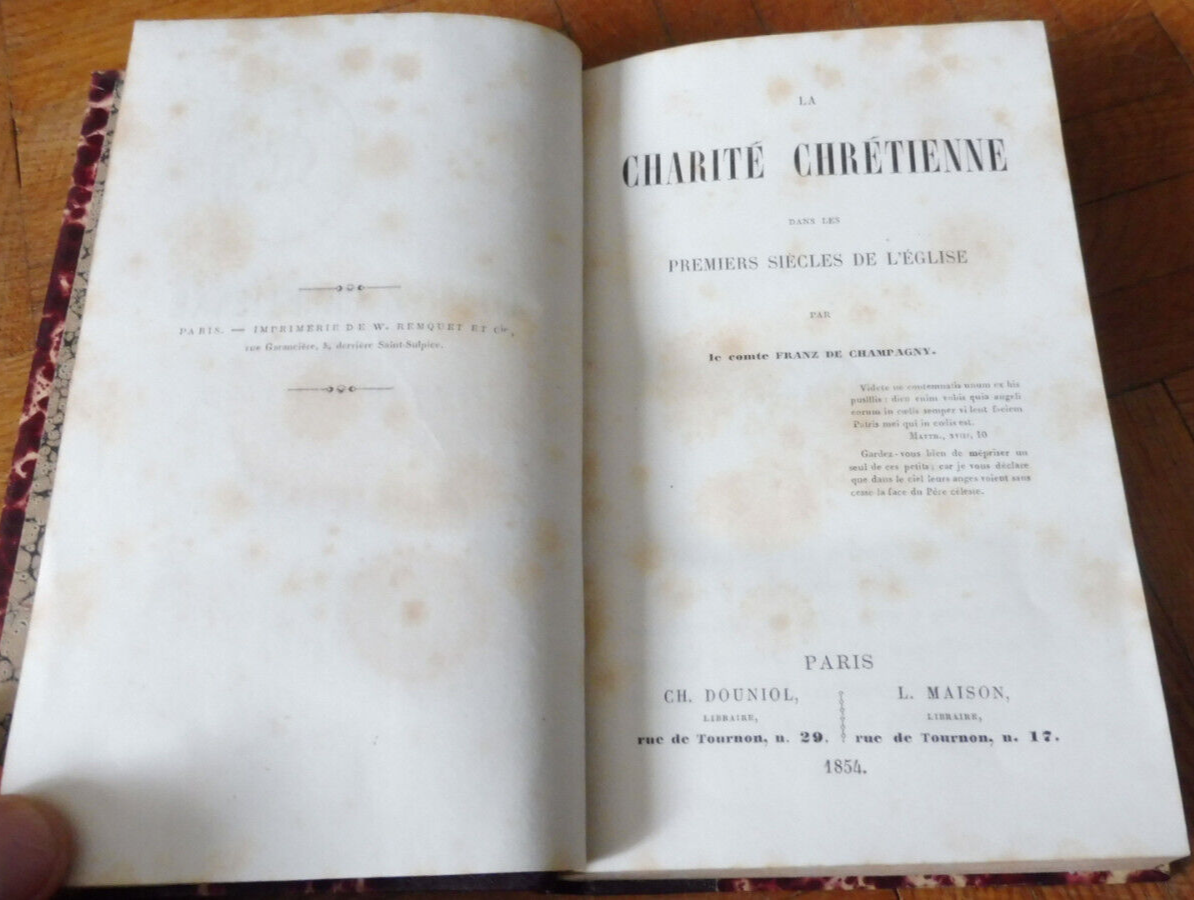 PARIS. — IMPRIMERIE DE W. REMQUET ET Cie,
rue Garancière, 5, derrière Saint-Sulpice.
LA
CHARITÉ CHRÉTIENNE
DANS LES
PREMIERS SIÈCLES DE L'ÉGLISE
PAR
le comte FRANZ DE CHAMPAGNY.
Videte ne contemnatis unum ex his
pusillis: dico enim vobis quia angeli
eorum in cœlis semper vident faciem
Patris mei qui in cœlis est.
MATTH., XVIII, 10
Gardez-vous bien de mépriser un
seul de ces petits; car je vous déclare
que dans le ciel leurs anges voient sans
cesse la face du Père céleste.
PARIS
CH. DOUNIOL,
LIBRAIRE,
rue de Tournon, n. 29.
L. MAISON,
LIBRAIRE,
rue de Tournon, n. 17.
1854.